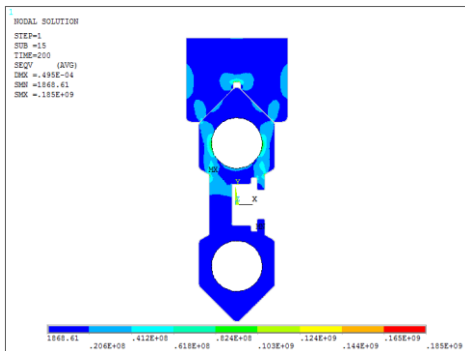 1
NODAL SOLUTION
STEP=1
SUB =15
TIME=200
SEQV (AVG)
DMX =.495E-04
SMN =1868.61
SMX =.185E+09
MX
Y
X
1868.61 .412E+08 .824E+08 .124E+09 .165E+09
.206E+08 .618E+08 .103E+09 .144E+09 .185E+09